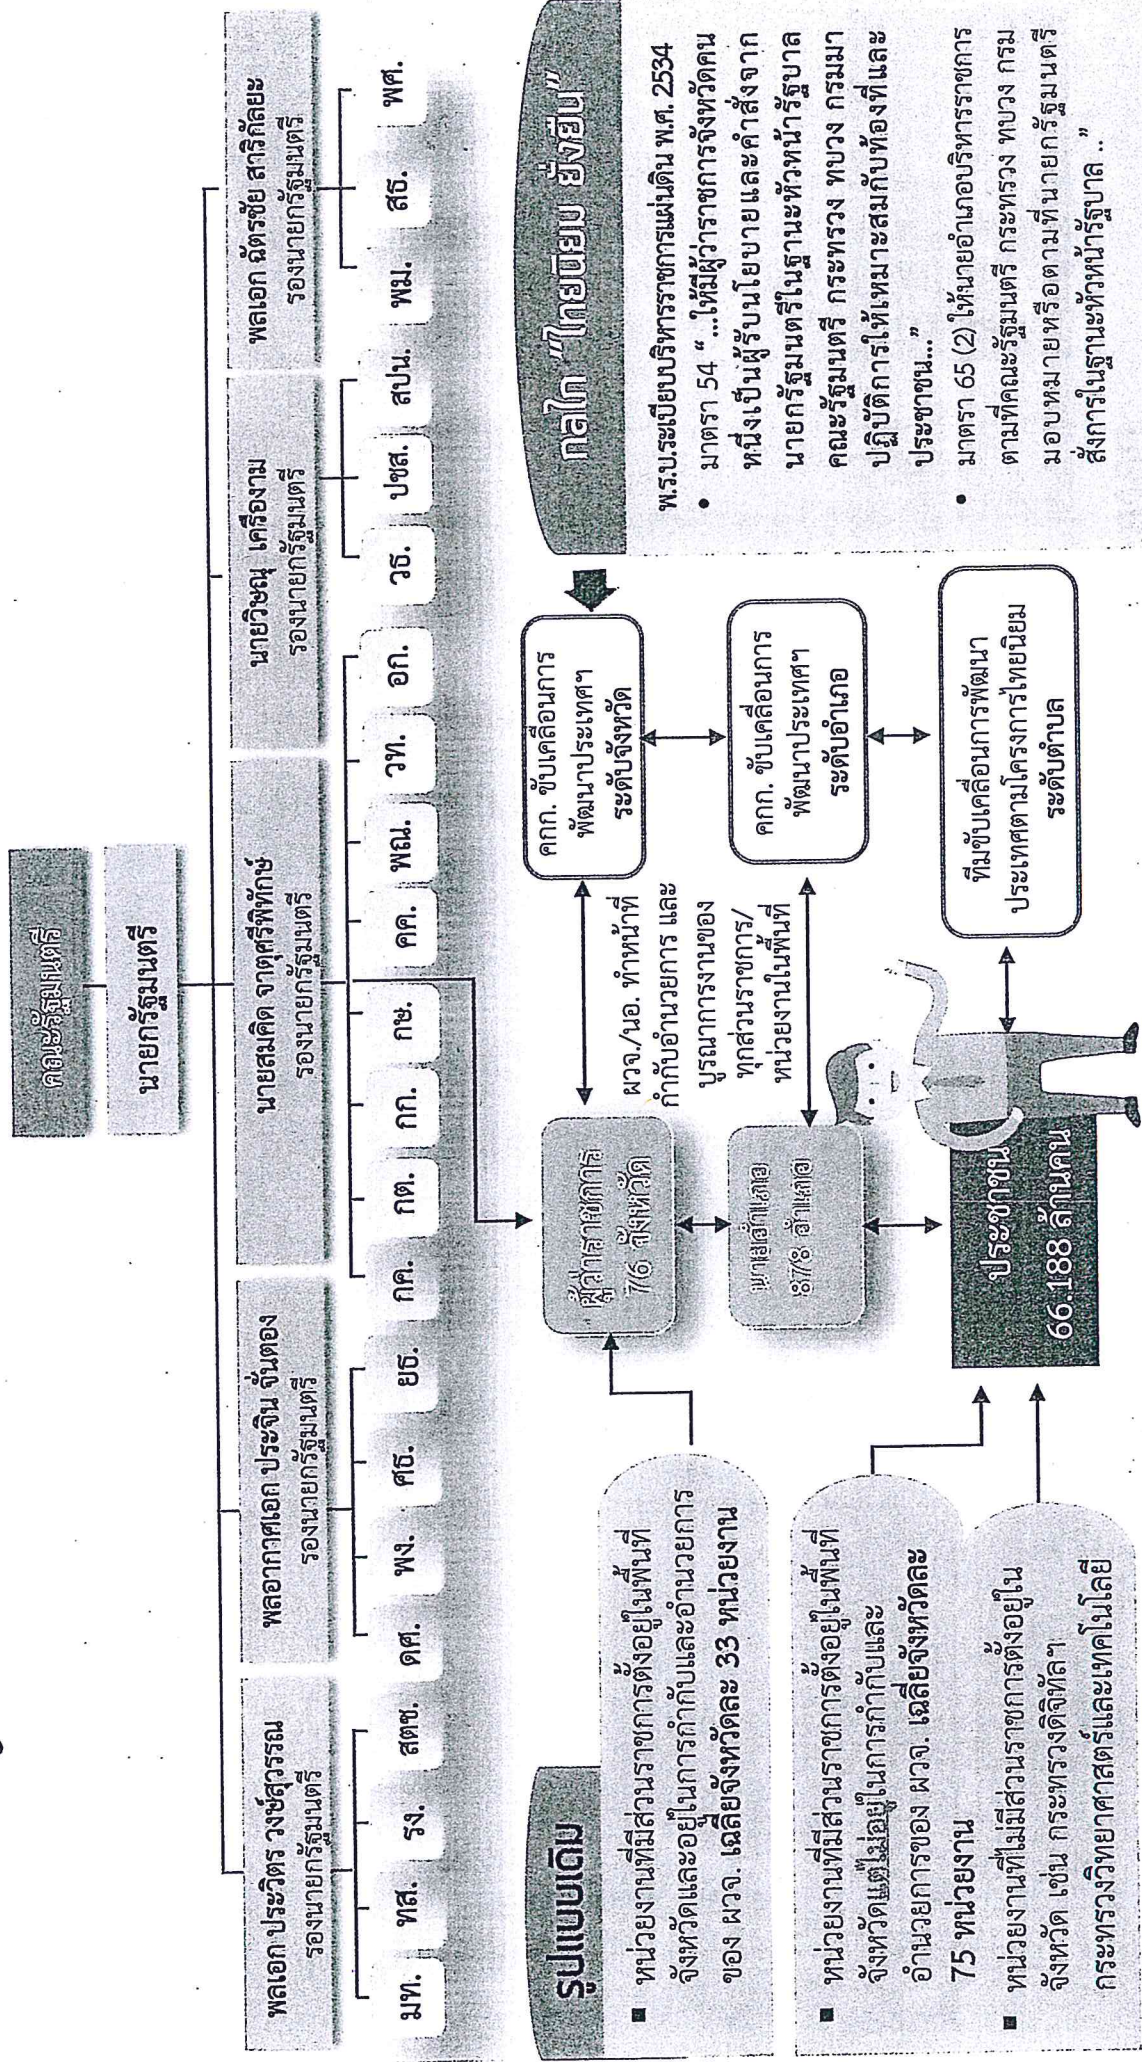 คณะรัฐมนตรี
นายกรัฐมนตรี
พลเอก ประวิตร วงษ์สุวรรณ
รองนายกรัฐมนตรี
พลอากาศเอก ประจิน จั่นตอง
รองนายกรัฐมนตรี
นายสมคิด จาตุศรีพิทักษ์
รองนายกรัฐมนตรี
นายวิษณุ เครืองาม
รองนายกรัฐมนตรี
พลเอก ฉัตรชัย สาริกัลยะ
รองนายกรัฐมนตรี
มท. ทส. รง. สตช. ดศ. พง. ศธ. ยธ. กค. กต. กก. กษ. คค. พณ. วท. อก. วธ. ปชส. สปน. พม. สธ. พศ.
รูปแบบเดิม
▪ หน่วยงานที่มีส่วนราชการตั้งอยู่ในพื้นที่
จังหวัดและอยู่ในการกำกับและอำนวยการ
ของ ผวจ. เฉลี่ยจังหวัดละ 33 หน่วยงาน
▪ หน่วยงานที่มีส่วนราชการตั้งอยู่ในพื้นที่
จังหวัดแต่ไม่อยู่ในการกำกับและ
อำนวยการของ ผวจ. เฉลี่ยจังหวัดละ
75 หน่วยงาน
▪ หน่วยงานที่ไม่มีส่วนราชการตั้งอยู่ใน
จังหวัด เช่น กระทรวงดิจิทัลฯ
กระทรวงวิทยาศาสตร์และเทคโนโลยี
ผู้ว่าราชการ
76 จังหวัด
นายอำเภอ
878 อำเภอ
ประชาชน
66.188 ล้านคน
ผวจ./นอ. ทำหน้าที่
กำกับอำนวยการ และ
บูรณาการงานของ
ทุกส่วนราชการ/
หน่วยงานในพื้นที่
คกก. ขับเคลื่อนการ
พัฒนาประเทศฯ
ระดับจังหวัด
คกก. ขับเคลื่อนการ
พัฒนาประเทศฯ
ระดับอำเภอ
ทีมขับเคลื่อนการพัฒนา
ประเทศตามโครงการไทยนิยม
ระดับตำบล
กลไก "ไทยนิยม ยั่งยืน"
พ.ร.บ.ระเบียบบริหารราชการแผ่นดิน พ.ศ. 2534
• มาตรา 54 “ ...ให้มีผู้ว่าราชการจังหวัดคน
หนึ่งเป็นผู้รับนโยบายและคำสั่งจาก
นายกรัฐมนตรีในฐานะหัวหน้ารัฐบาล
คณะรัฐมนตรี กระทรวง ทบวง กรมมา
ปฏิบัติการให้เหมาะสมกับท้องที่และ
ประชาชน...”
• มาตรา 65 (2) ให้นายอำเภอบริหารราชการ
ตามที่คณะรัฐมนตรี กระทรวง ทบวง กรม
มอบหมายหรือตามที่นายกรัฐมนตรี
สั่งการในฐานะหัวหน้ารัฐบาล ..”